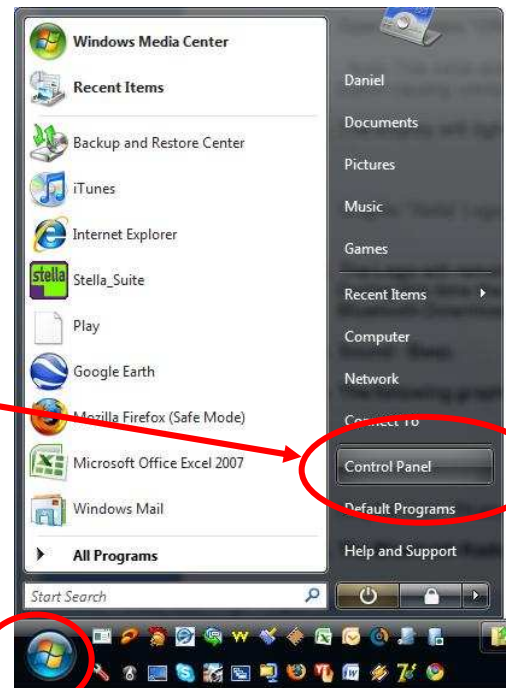 Windows Media Center
Recent Items
Backup and Restore Center
iTunes
Internet Explorer
stella
Stella_Suite
Play
Google Earth
Mozilla Firefox (Safe Mode)
Microsoft Office Excel 2007
Windows Mail
All Programs
Start Search
Daniel
Documents
Pictures
Music
Games
Recent Items
Computer
Network
Connect To
Control Panel
Default Programs
Help and Support